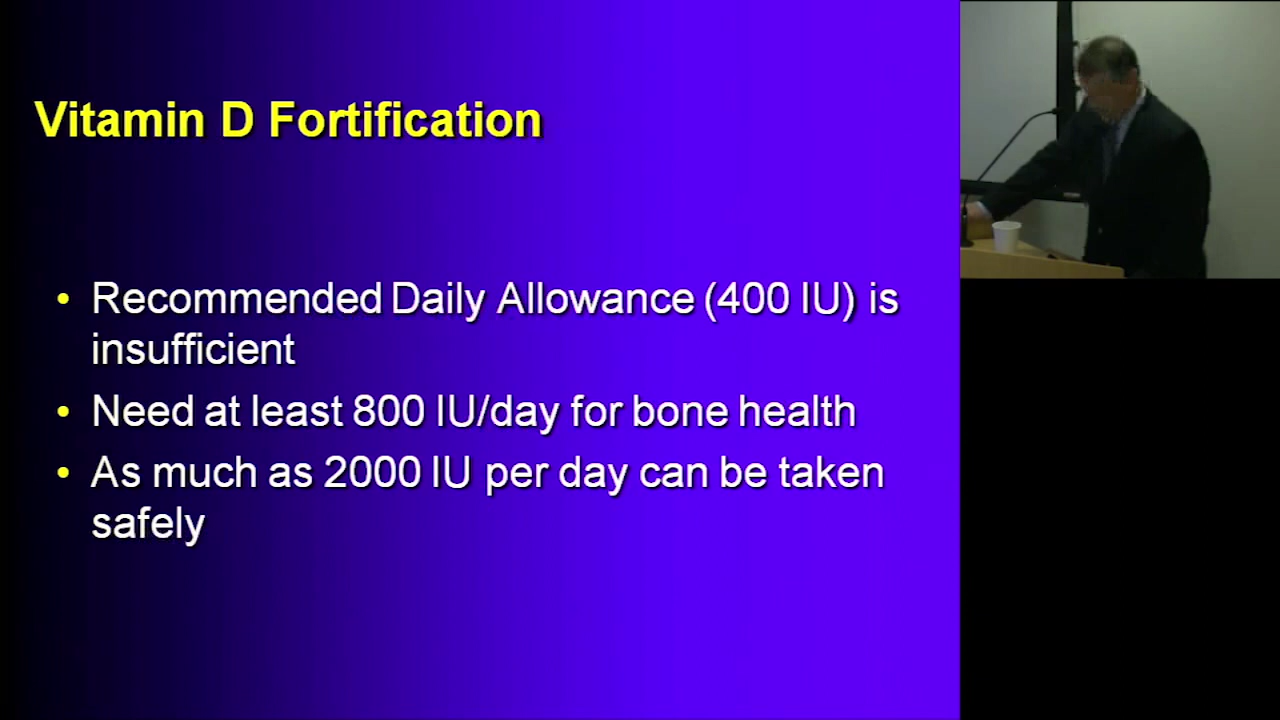 Vitamin D Fortification
• Recommended Daily Allowance (400 IU) is
insufficient
• Need at least 800 IU/day for bone health
• As much as 2000 IU per day can be taken
safely